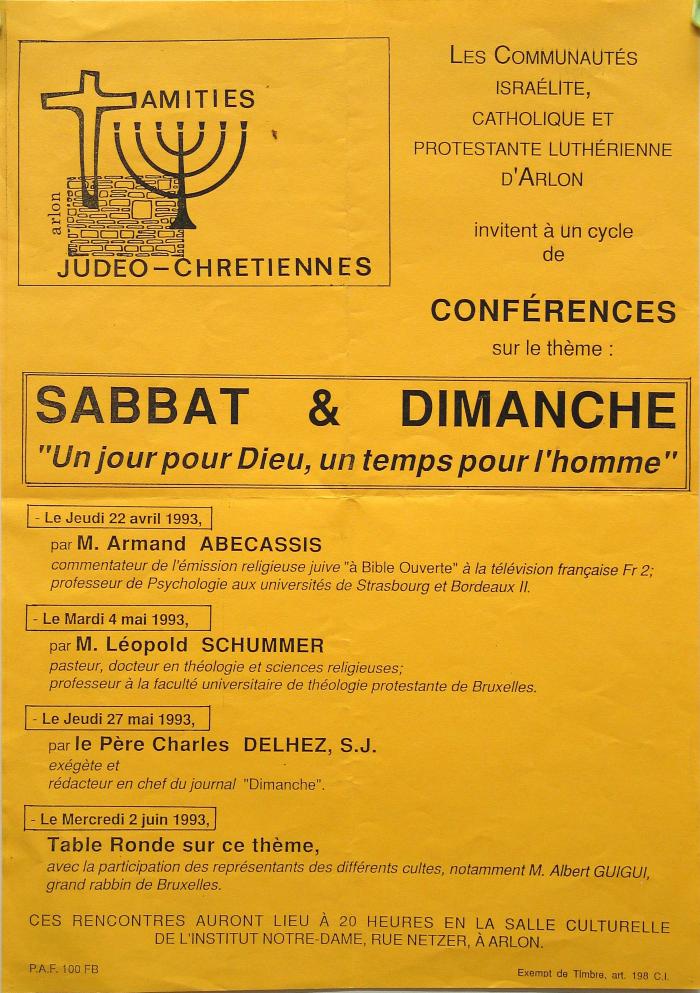 AMITIES
arlon
JUDEO-CHRETIENNES
LES COMMUNAUTÉS
ISRAÉLITE,
CATHOLIQUE ET
PROTESTANTE LUTHÉRIENNE
D'ARLON
invitent à un cycle
de
CONFÉRENCES
sur le thème :
SABBAT & DIMANCHE
"Un jour pour Dieu, un temps pour l'homme"
- Le Jeudi 22 avril 1993,
par M. Armand ABECASSIS
commentateur de l'émission religieuse juive "à Bible Ouverte" à la télévision française Fr 2;
professeur de Psychologie aux universités de Strasbourg et Bordeaux II.
- Le Mardi 4 mai 1993,
par M. Léopold SCHUMMER
pasteur, docteur en théologie et sciences religieuses;
professeur à la faculté universitaire de théologie protestante de Bruxelles.
- Le Jeudi 27 mai 1993,
par le Père Charles DELHEZ, S.J.
exégète et
rédacteur en chef du journal "Dimanche".
- Le Mercredi 2 juin 1993,
Table Ronde sur ce thème,
avec la participation des représentants des différents cultes, notamment M. Albert GUIGUI,
grand rabbin de Bruxelles.
CES RENCONTRES AURONT LIEU À 20 HEURES EN LA SALLE CULTURELLE
DE L'INSTITUT NOTRE-DAME, RUE NETZER, À ARLON.
P.A.F. 100 FB
Exempt de Timbre, art. 198 C.I.